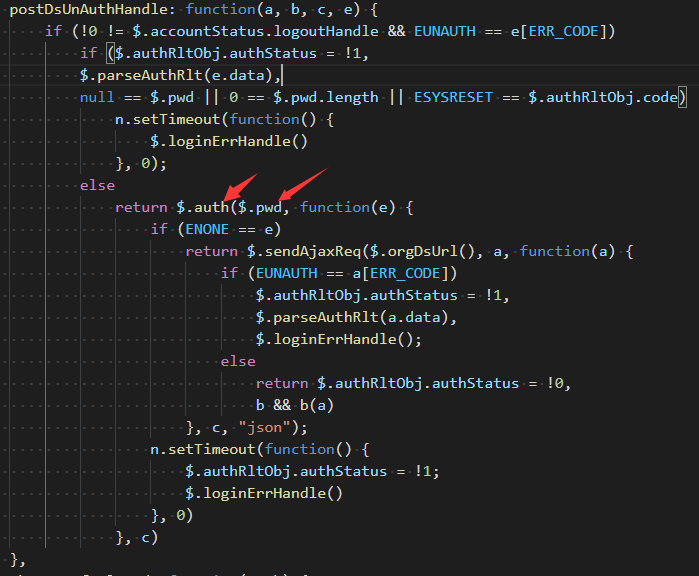 postDsUnAuthHandle: function(a, b, c, e) {
if (!0 != $.accountStatus.logoutHandle && EUNAUTH == e[ERR_CODE])
if ($.authRltObj.authStatus = !1,
$.parseAuthRlt(e.data),
null == $.pwd || 0 == $.pwd.length || ESYSRESET == $.authRltObj.code)
n.setTimeout(function() {
$.loginErrHandle()
}, 0);
else
return $.auth($.pwd, function(e) {
if (ENONE == e)
return $.sendAjaxReq($.orgDsUrl(), a, function(a) {
if (EUNAUTH == a[ERR_CODE])
$.authRltObj.authStatus = !1,
$.parseAuthRlt(a.data),
$.loginErrHandle();
else
return $.authRltObj.authStatus = !0,
b && b(a)
}, c, "json");
n.setTimeout(function() {
$.authRltObj.authStatus = !1;
$.loginErrHandle()
}, 0)
}, c)
},